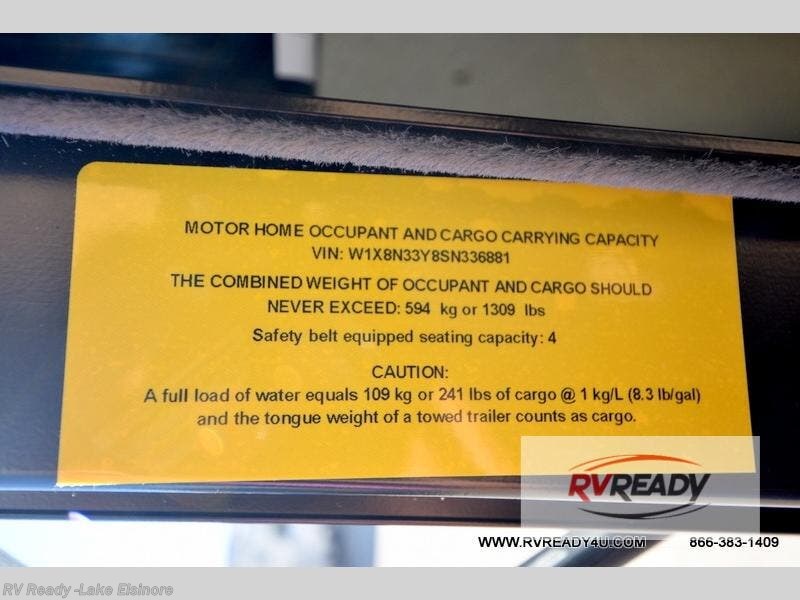 MOTOR HOME OCCUPANT AND CARGO CARRYING CAPACITY
VIN: W1X8N33Y8SN336881
THE COMBINED WEIGHT OF OCCUPANT AND CARGO SHOULD
NEVER EXCEED: 594 kg or 1309 lbs
Safety belt equipped seating capacity: 4
CAUTION:
A full load of water equals 109 kg or 241 lbs of cargo @ 1 kg/L (8.3 lb/gal)
and the tongue weight of a towed trailer counts as cargo.
RVREADY
WWW.RVREADY4U.COM 866-383-1409
RV Ready -Lake Elsinore